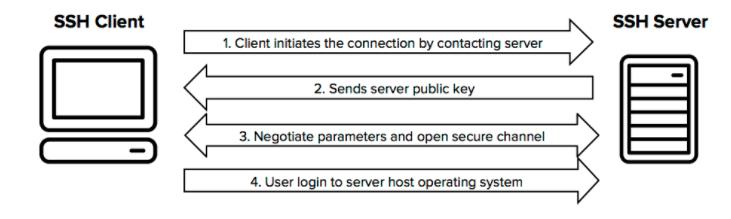 SSH Client
SSH Server
1. Client initiates the connection by contacting server
2. Sends server public key
3. Negotiate parameters and open secure channel
4. User login to server host operating system